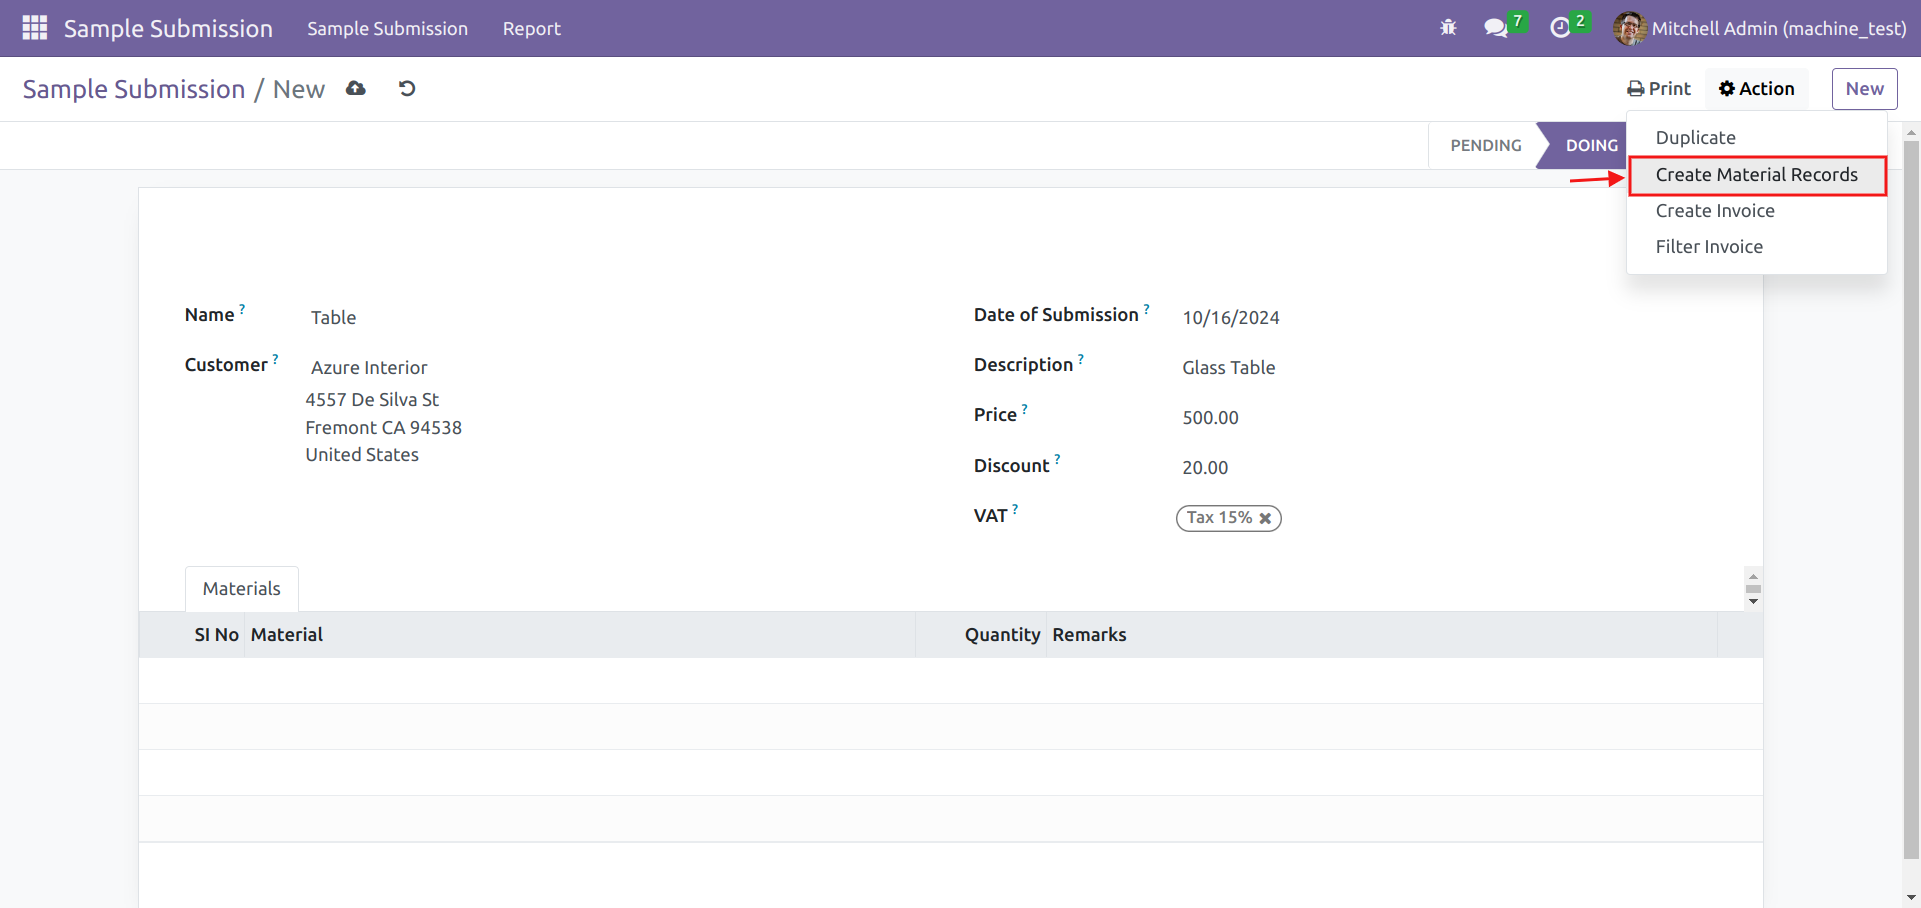 Sample Submission Sample Submission Report 7 2 Mitchell Admin (machine_test)
Sample Submission / New Print Action New
PENDING DOING
Duplicate
Create Material Records
Create Invoice
Filter Invoice
Name ? Table
Customer ? Azure Interior
4557 De Silva St
Fremont CA 94538
United States
Date of Submission ? 10/16/2024
Description ? Glass Table
Price ? 500.00
Discount ? 20.00
VAT ? Tax 15%
Materials
SI No Material Quantity Remarks